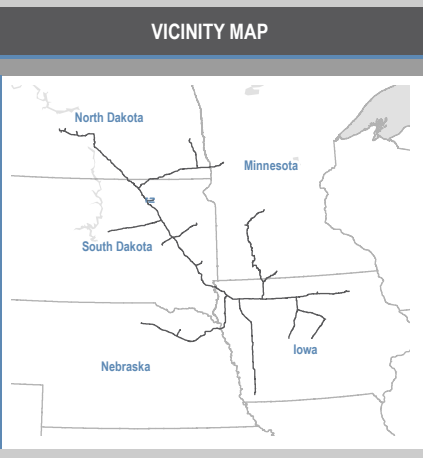 VICINITY MAP
North Dakota
Minnesota
South Dakota
Iowa
Nebraska